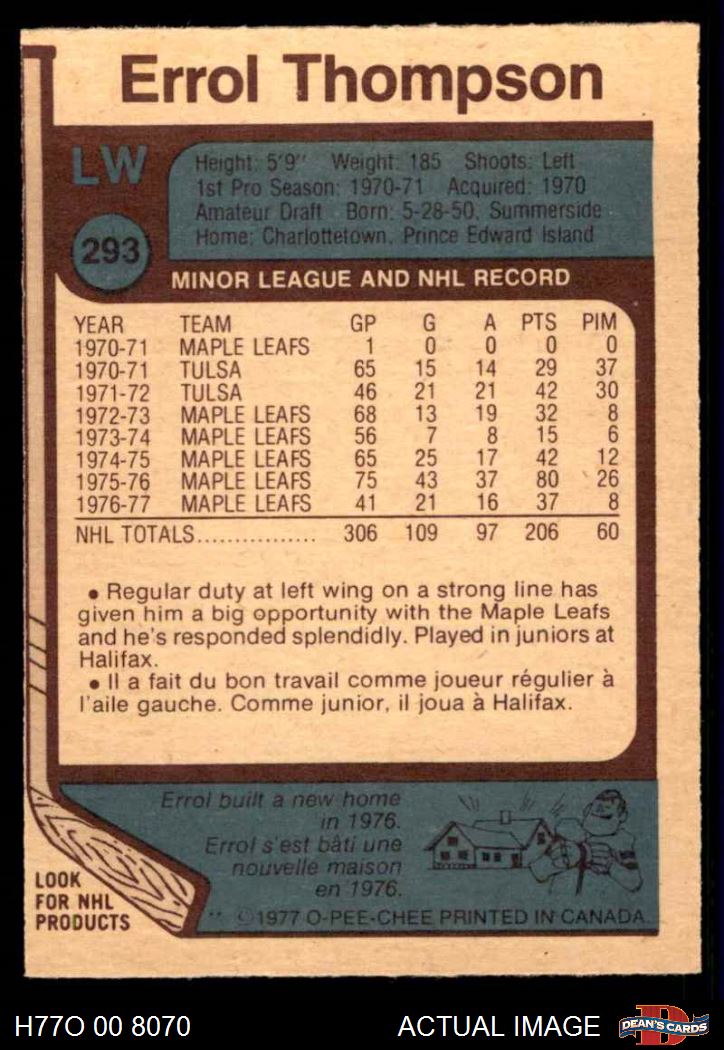 Errol Thompson
LW
Height: 5'9" Weight: 185 Shoots: Left
1st Pro Season: 1970-71 Acquired: 1970
Amateur Draft Born: 5-28-50, Summerside
Home: Charlottetown, Prince Edward Island
293
MINOR LEAGUE AND NHL RECORD
YEAR TEAM GP G A PTS PIM
1970-71 MAPLE LEAFS 1 0 0 0 0
1970-71 TULSA 65 15 14 29 37
1971-72 TULSA 46 21 21 42 30
1972-73 MAPLE LEAFS 68 13 19 32 8
1973-74 MAPLE LEAFS 56 7 8 15 6
1974-75 MAPLE LEAFS 65 25 17 42 12
1975-76 MAPLE LEAFS 75 43 37 80 26
1976-77 MAPLE LEAFS 41 21 16 37 8
NHL TOTALS................ 306 109 97 206 60
• Regular duty at left wing on a strong line has
given him a big opportunity with the Maple Leafs
and he's responded splendidly. Played in juniors at
Halifax.
• Il a fait du bon travail comme joueur régulier à
l'aile gauche. Comme junior, il joua à Halifax.
Errol built a new home
in 1976.
Errol s'est bâti une
nouvelle maison
en 1976.
LOOK
FOR NHL
PRODUCTS
** ©1977 O-PEE-CHEE PRINTED IN CANADA
H77O 00 8070 ACTUAL IMAGE
D
DEAN'S CARDS